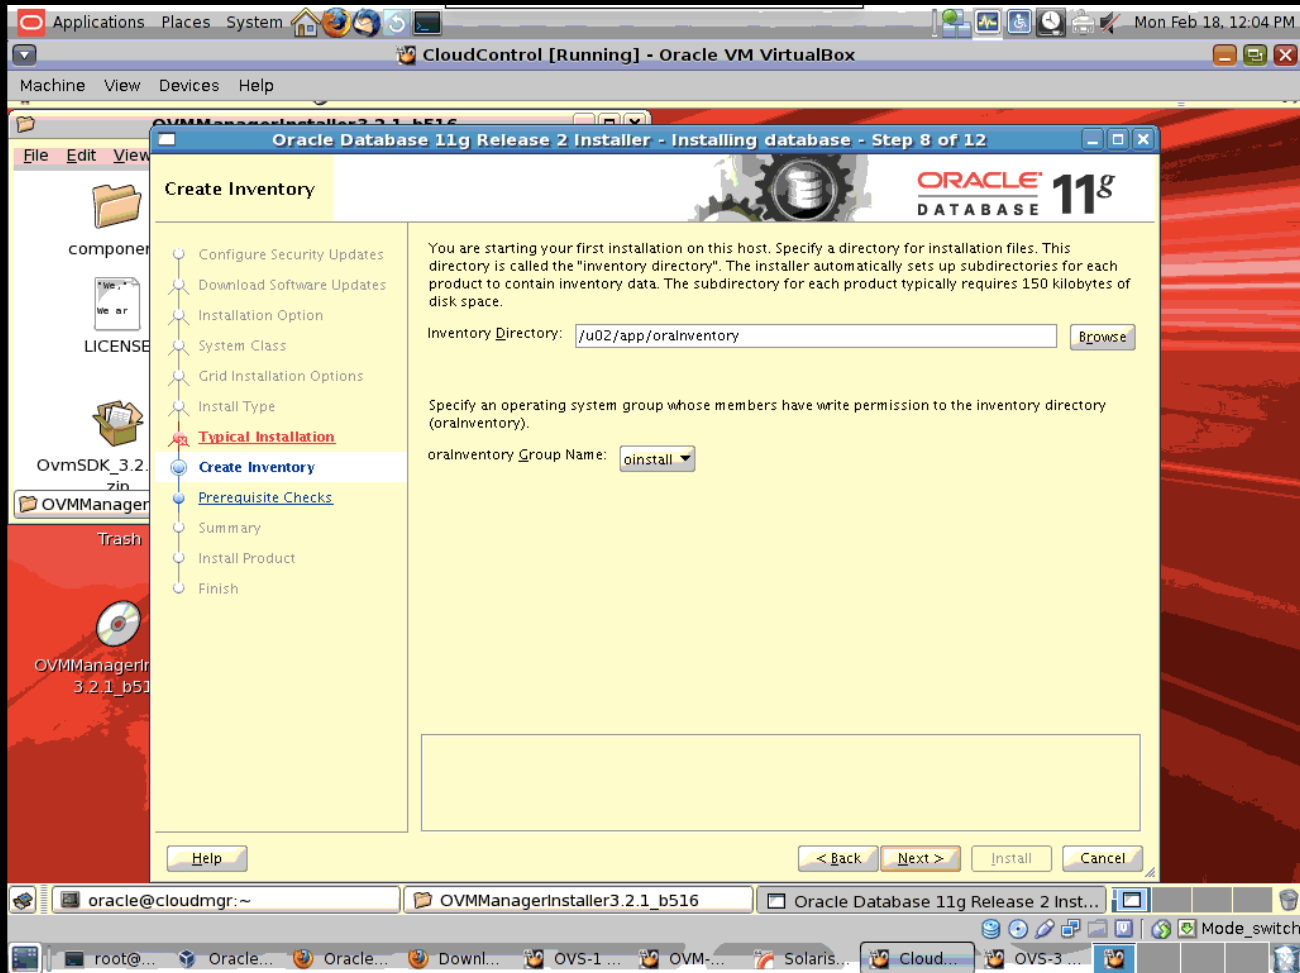 Applications Places System
Mon Feb 18, 12:04 PM
CloudControl [Running] - Oracle VM VirtualBox
Machine View Devices Help
OVMManagerInstaller3.2.1_b516
File Edit View
Oracle Database 11g Release 2 Installer - Installing database - Step 8 of 12
Create Inventory
ORACLE
DATABASE
11g
componen
"We,"
We ar
LICENSE
OvmSDK_3.2.
zip
OVMManager
Trash
OVMManagerIn
3.2.1_b51
Configure Security Updates
Download Software Updates
Installation Option
System Class
Grid Installation Options
Install Type
Typical Installation
Create Inventory
Prerequisite Checks
Summary
Install Product
Finish
You are starting your first installation on this host. Specify a directory for installation files. This
directory is called the "inventory directory". The installer automatically sets up subdirectories for each
product to contain inventory data. The subdirectory for each product typically requires 150 kilobytes of
disk space.
Inventory Directory: /u02/app/oraInventory Browse
Specify an operating system group whose members have write permission to the inventory directory
(oraInventory).
oraInventory Group Name: oinstall
Help < Back Next > Install Cancel
oracle@cloudmgr:~ OVMManagerInstaller3.2.1_b516 Oracle Database 11g Release 2 Inst...
Mode_switch
root@... Oracle... Oracle... Downl... OVS-1 ... OVM-... Solaris... Cloud... OVS-3 ...